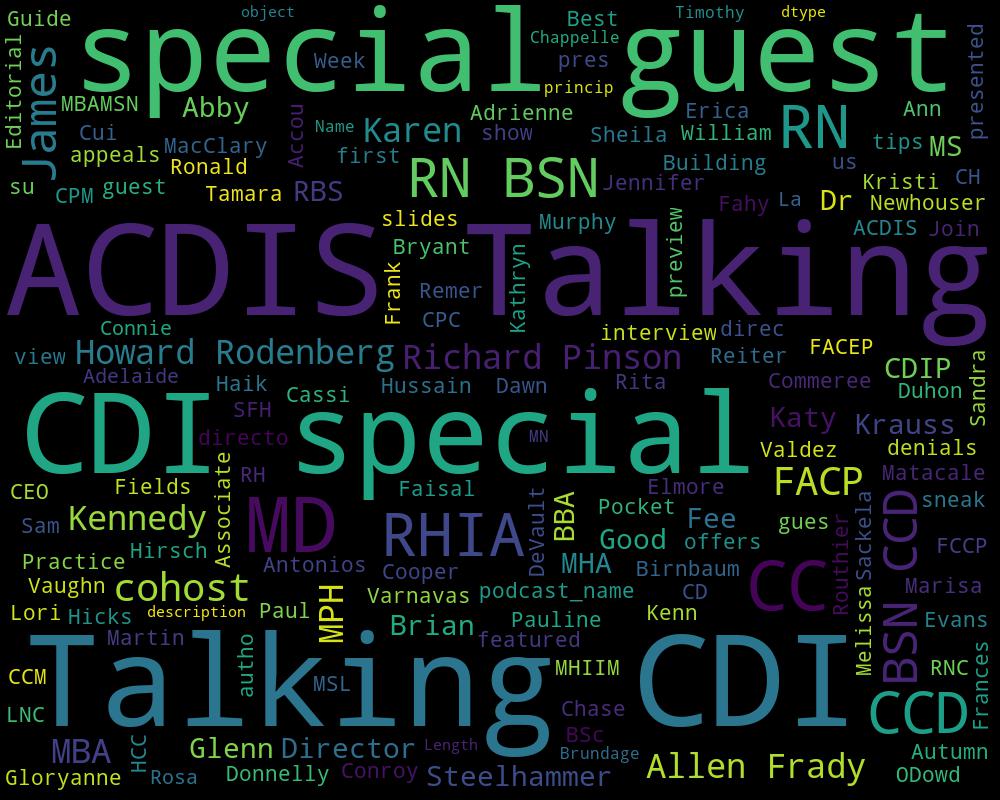 object Timothy dtype
Guide special guest Best
Week Chappelle
pres
princip
Editorial James MBAMSN Abby Accou Adrienne Erica RN Ann presented
Cui Name Karen show Sheila William tips MS
appeals MacClary first RN BSN Building us
Ronald Jennifer Kristi CH
su CPM guest Tamara RBS Fahy La Dr Newhouser
slides Murphy preview ACDIS Join
ACDIS Talking
Bryant Kathryn
Frank Remer
CPC
Connie interview direc
view Howard Rodenberg Richard Pinson Reiter FACEP
Adelaide Haik Cassi Hussain Dawn Rita Commeree CDIP Sandra
Duhon
SFH Katy Krauss
CDI special
directo MN Valdez denials
RH FACP Matacale
CEO Fields Associate Faisal Elmore
Sam Kennedy MD RHIA DeVault BBA Pocket Fee gues Sackela CCD sneak
Practice Hirsch Good offers Routhier FCCP
Antonios Cooper MHA Birnbaum CC
Vaughn cohost Varnavas podcast_name CD Marisa
Lori Hicks description Paul MPH Brian Pauline Kenn Melissa BSN Evans
Martin featured
Talking CDI
CCM autho MSL MHIIM RNC Frances
LNC Chase CCD
MBA HCC Glenn Director Length BSc Autumn
Brundage
Gloryanne Rosa Donnelly Conroy Steelhammer Allen Frady ODowd